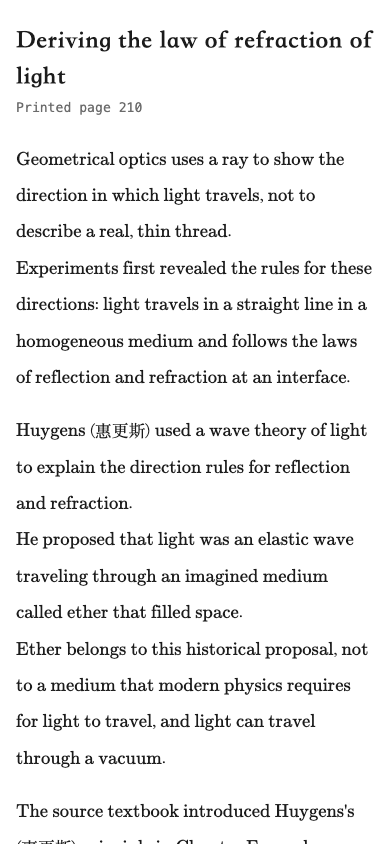 Deriving the law of refraction of
light
Printed page 210
Geometrical optics uses a ray to show the
direction in which light travels, not to
describe a real, thin thread.
Experiments first revealed the rules for these
directions: light travels in a straight line in a
homogeneous medium and follows the laws
of reflection and refraction at an interface.
Huygens (惠更斯) used a wave theory of light
to explain the direction rules for reflection
and refraction.
He proposed that light was an elastic wave
traveling through an imagined medium
called ether that filled space.
Ether belongs to this historical proposal, not
to a medium that modern physics requires
for light to travel, and light can travel
through a vacuum.
The source textbook introduced Huygens's